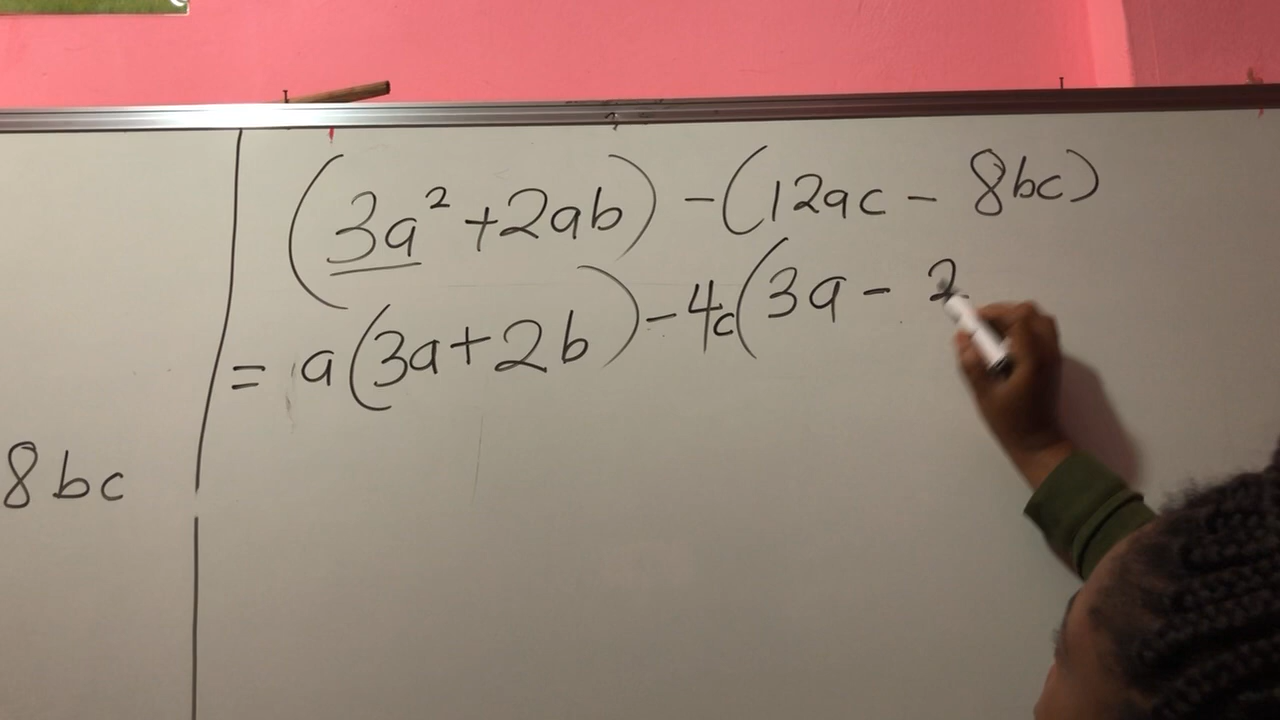 (3a² + 2ab) - (12ac - 8bc)
= a(3a + 2b) - 4c(3a - 2
8bc